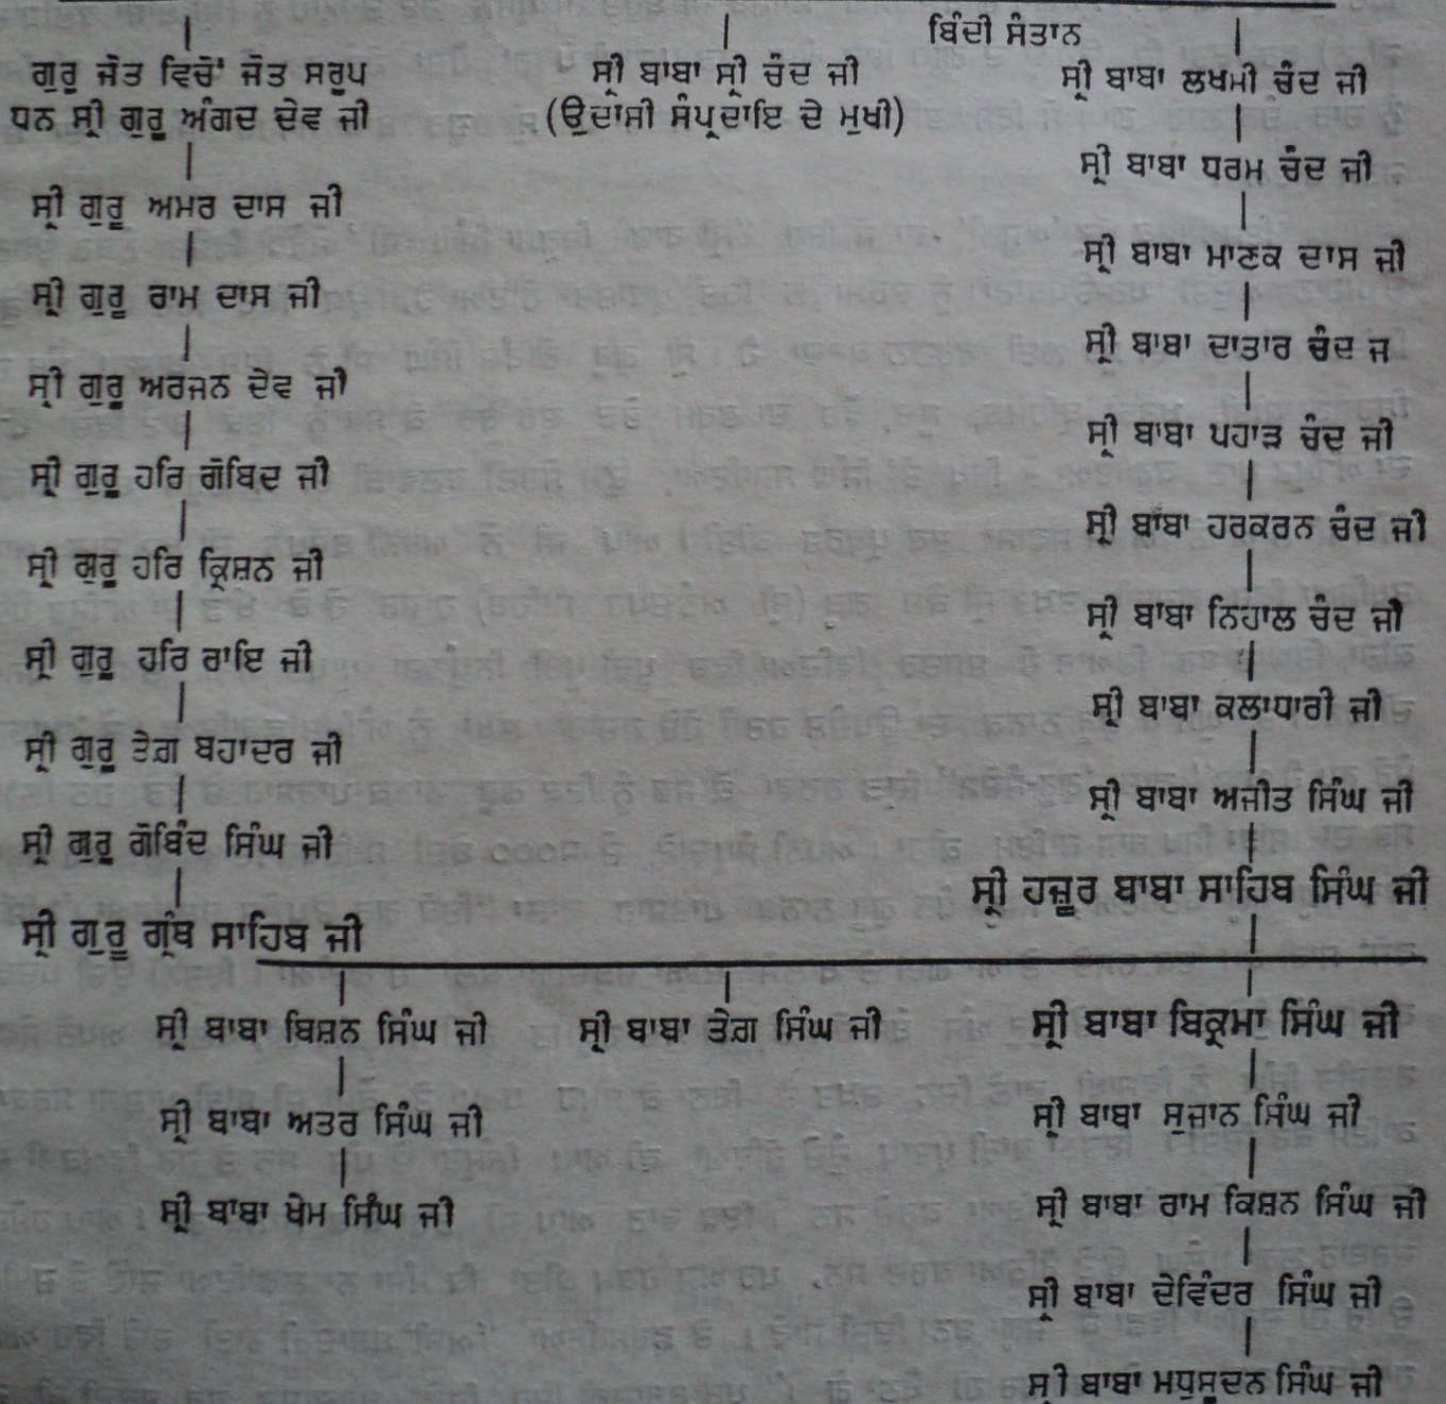 ਬਿੰਦੀ ਸੰਤਾਨ
ਗੁਰੂ ਜੋਤ ਵਿਚੋਂ ਜੋਤ ਸਰੂਪ
ਧਨ ਸ੍ਰੀ ਗੁਰੂ ਅੰਗਦ ਦੇਵ ਜੀ
ਸ੍ਰੀ ਗੁਰੂ ਅਮਰ ਦਾਸ ਜੀ
ਸ੍ਰੀ ਗੁਰੂ ਰਾਮ ਦਾਸ ਜੀ
ਸ੍ਰੀ ਗੁਰੂ ਅਰਜਨ ਦੇਵ ਜੀ
ਸ੍ਰੀ ਗੁਰੂ ਹਰਿ ਗੋਬਿਦ ਜੀ
ਸ੍ਰੀ ਗੁਰੂ ਹਰਿ ਕ੍ਰਿਸ਼ਨ ਜੀ
ਸ੍ਰੀ ਗੁਰੂ ਹਰਿ ਰਾਇ ਜੀ
ਸ੍ਰੀ ਗੁਰੂ ਤੇਗ਼ ਬਹਾਦਰ ਜੀ
ਸ੍ਰੀ ਗੁਰੂ ਗੋਬਿੰਦ ਸਿੰਘ ਜੀ
ਸ੍ਰੀ ਗੁਰੂ ਗ੍ਰੰਥ ਸਾਹਿਬ ਜੀ
ਸ੍ਰੀ ਬਾਬਾ ਸ੍ਰੀ ਚੰਦ ਜੀ
(ਉਦਾਸੀ ਸੰਪ੍ਰਦਾਇ ਦੇ ਮੁਖੀ)
ਸ੍ਰੀ ਬਾਬਾ ਲਖਮੀ ਚੰਦ ਜੀ
ਸ੍ਰੀ ਬਾਬਾ ਧਰਮ ਚੰਦ ਜੀ
ਸ੍ਰੀ ਬਾਬਾ ਮਾਣਕ ਦਾਸ ਜੀ
ਸ੍ਰੀ ਬਾਬਾ ਦਾਤਾਰ ਚੰਦ ਜ
ਸ੍ਰੀ ਬਾਬਾ ਪਹਾੜ ਚੰਦ ਜੀ
ਸ੍ਰੀ ਬਾਬਾ ਹਰਕਰਨ ਚੰਦ ਜੀ
ਸ੍ਰੀ ਬਾਬਾ ਨਿਹਾਲ ਚੰਦ ਜੀ
ਸ੍ਰੀ ਬਾਬਾ ਕਲਾਧਾਰੀ ਜੀ
ਸ੍ਰੀ ਬਾਬਾ ਅਜੀਤ ਸਿੰਘ ਜੀ
ਸ੍ਰੀ ਹਜ਼ੂਰ ਬਾਬਾ ਸਾਹਿਬ ਸਿੰਘ ਜੀ
ਸ੍ਰੀ ਬਾਬਾ ਬਿਸ਼ਨ ਸਿੰਘ ਜੀ
ਸ੍ਰੀ ਬਾਬਾ ਅਤਰ ਸਿੰਘ ਜੀ
ਸ੍ਰੀ ਬਾਬਾ ਖੇਮ ਸਿੰਘ ਜੀ
ਸ੍ਰੀ ਬਾਬਾ ਤੇਗ਼ ਸਿੰਘ ਜੀ
ਸ੍ਰੀ ਬਾਬਾ ਬਿਕ੍ਰਮਾ ਸਿੰਘ ਜੀ
ਸ੍ਰੀ ਬਾਬਾ ਸੁਜਾਨ ਸਿੰਘ ਜੀ
ਸ੍ਰੀ ਬਾਬਾ ਰਾਮ ਕਿਸ਼ਨ ਸਿੰਘ ਜੀ
ਸ੍ਰੀ ਬਾਬਾ ਦੇਵਿੰਦਰ ਸਿੰਘ ਜੀ
ਸ੍ਰੀ ਬਾਬਾ ਮਧੁਸੂਦਨ ਸਿੰਘ ਜੀ